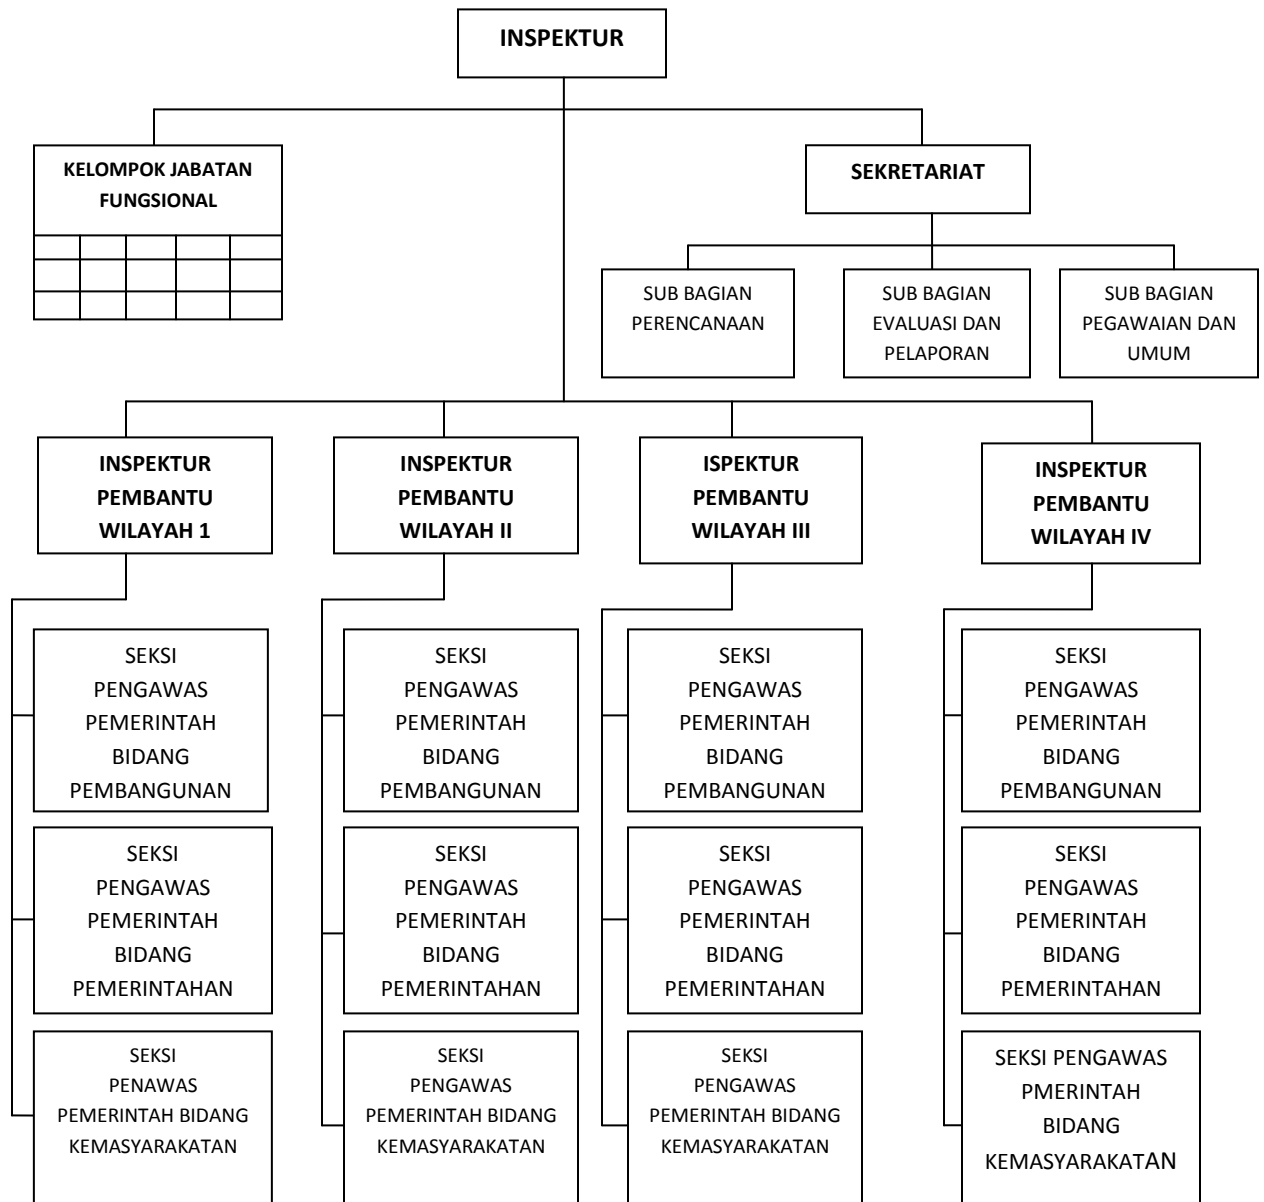 INSPEKTUR
KELOMPOK JABATAN
FUNGSIONAL
SEKRETARIAT
SUB BAGIAN
PERENCANAAN
SUB BAGIAN
EVALUASI DAN
PELAPORAN
SUB BAGIAN
PEGAWAIAN DAN
UMUM
INSPEKTUR
PEMBANTU
WILAYAH 1
INSPEKTUR
PEMBANTU
WILAYAH II
ISPEKTUR
PEMBANTU
WILAYAH III
INSPEKTUR
PEMBANTU
WILAYAH IV
SEKSI
PENGAWAS
PEMERINTAH
BIDANG
PEMBANGUNAN
SEKSI
PENGAWAS
PEMERINTAH
BIDANG
PEMBANGUNAN
SEKSI
PENGAWAS
PEMERINTAH
BIDANG
PEMBANGUNAN
SEKSI
PENGAWAS
PEMERINTAH
BIDANG
PEMBANGUNAN
SEKSI
PENGAWAS
PEMERINTAH
BIDANG
PEMERINTAHAN
SEKSI
PENGAWAS
PEMERINTAH
BIDANG
PEMERINTAHAN
SEKSI
PENGAWAS
PEMERINTAH
BIDANG
PEMERINTAHAN
SEKSI
PENGAWAS
PEMERINTAH
BIDANG
PEMERINTAHAN
SEKSI
PENAWAS
PEMERINTAH BIDANG
KEMASYARAKATAN
SEKSI
PENGAWAS
PEMERINTAH BIDANG
KEMASYARAKATAN
SEKSI
PENGAWAS
PEMERINTAH BIDANG
KEMASYARAKATAN
SEKSI PENGAWAS
PMERINTAH
BIDANG
KEMASYARAKATAN